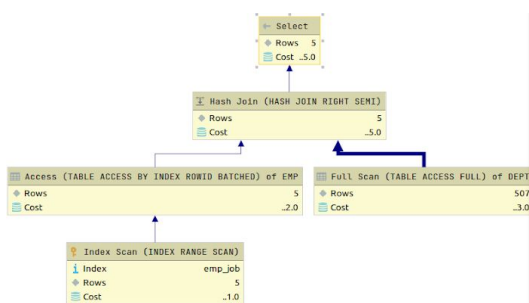 Select
Rows 5
Cost ..5.0
Hash Join (HASH JOIN RIGHT SEMI)
Rows 5
Cost ..5.0
Access (TABLE ACCESS BY INDEX ROWID BATCHED) of EMP
Rows 5
Cost ..2.0
Full Scan (TABLE ACCESS FULL) of DEPT
Rows 507
Cost ..3.0
Index Scan (INDEX RANGE SCAN)
Index emp_job
Rows 5
Cost ..1.0